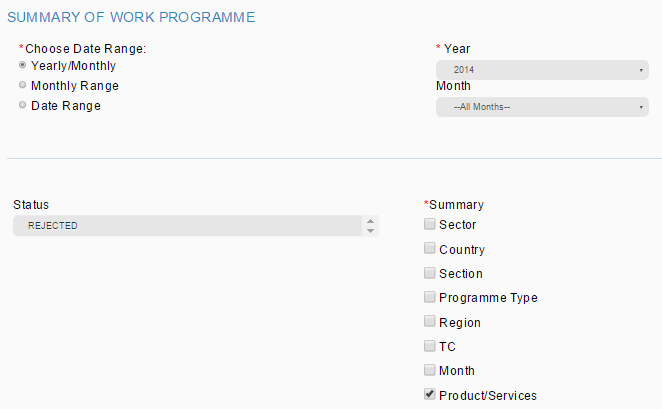 SUMMARY OF WORK PROGRAMME
*Choose Date Range:
Yearly/Monthly
Monthly Range
Date Range
* Year
2014
Month
--All Months--
Status
REJECTED
*Summary
Sector
Country
Section
Programme Type
Region
TC
Month
Product/Services